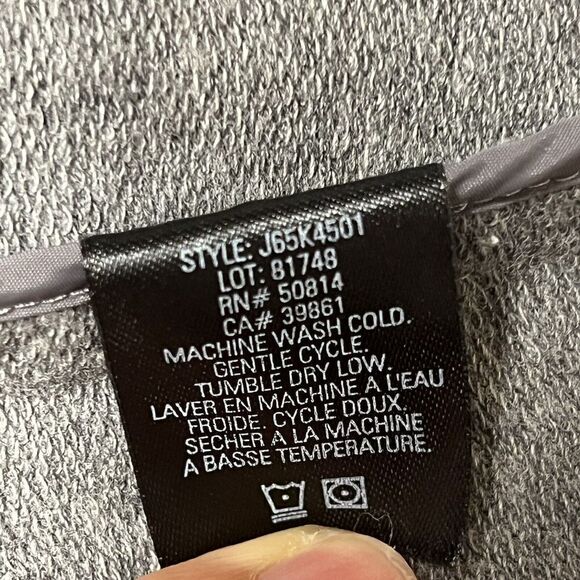 STYLE: J65K4501
LOT: 81748
RN# 50814
CA# 39861
MACHINE WASH COLD.
GENTLE CYCLE.
TUMBLE DRY LOW.
LAVER EN MACHINE A L'EAU
FROIDE. CYCLE DOUX.
SECHER A LA MACHINE
A BASSE TEMPERATURE.